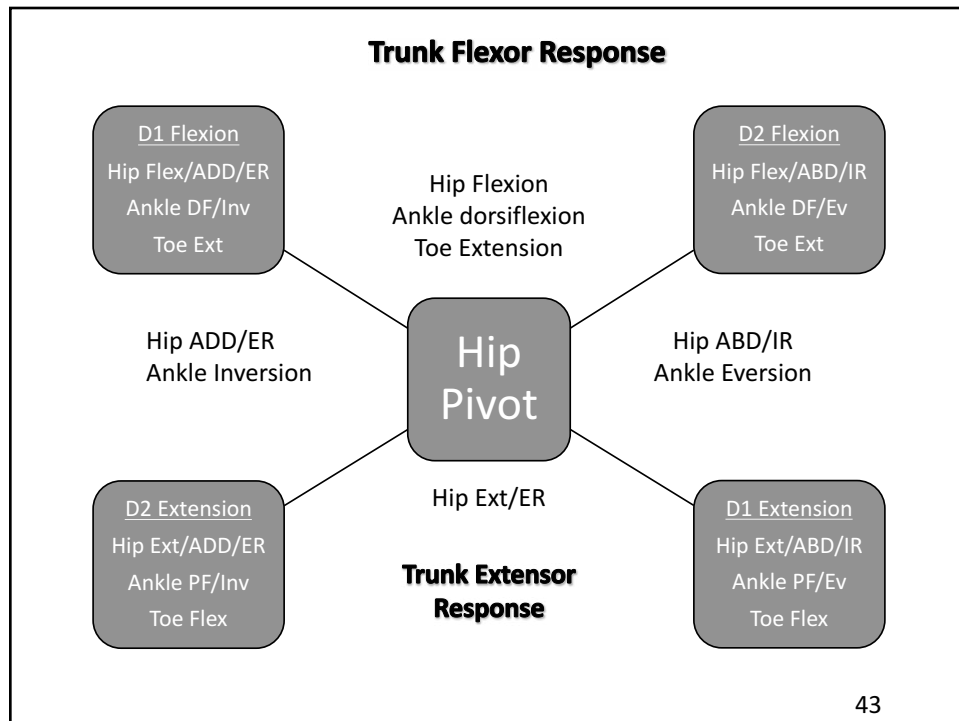 Trunk Flexor Response
D1 Flexion
Hip Flex/ADD/ER
Ankle DF/Inv
Toe Ext
Hip Flexion
Ankle dorsiflexion
Toe Extension
D2 Flexion
Hip Flex/ABD/IR
Ankle DF/Ev
Toe Ext
Hip ADD/ER
Ankle Inversion
Hip
Pivot
Hip ABD/IR
Ankle Eversion
D2 Extension
Hip Ext/ADD/ER
Ankle PF/Inv
Toe Flex
Hip Ext/ER
Trunk Extensor
Response
D1 Extension
Hip Ext/ABD/IR
Ankle PF/Ev
Toe Flex
43